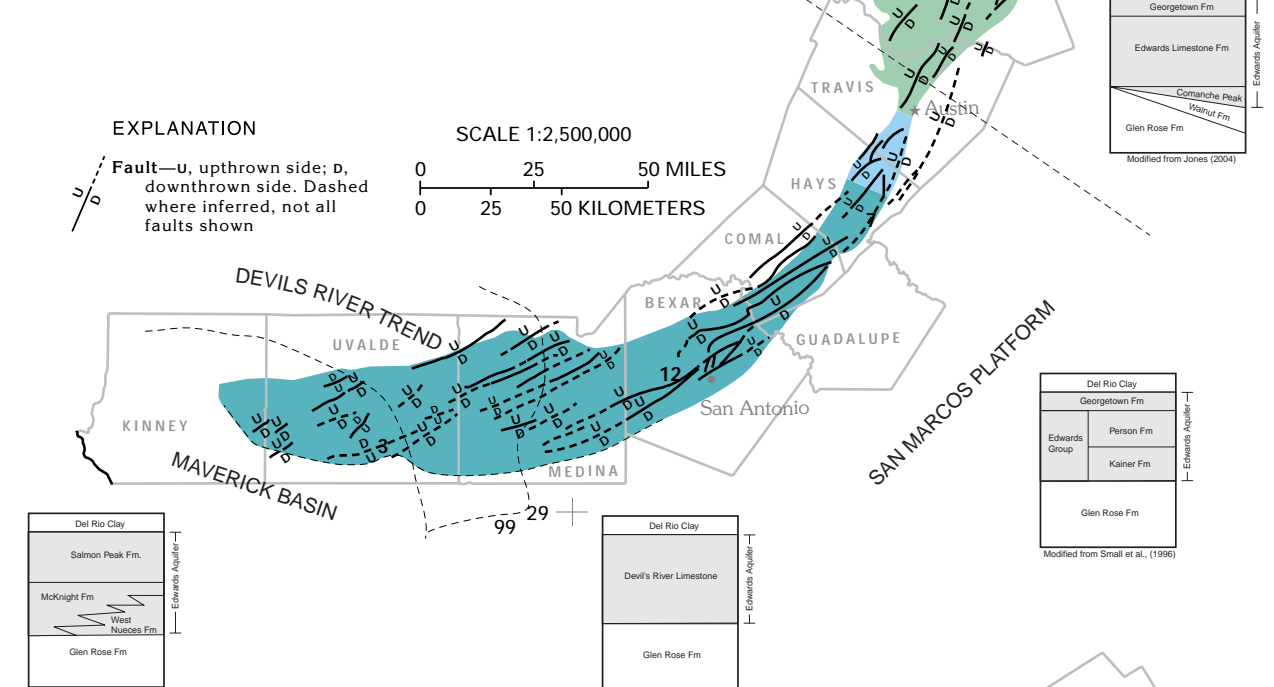 Georgetown Fm
Edwards Limestone Fm
Comanche Peak
Walnut Fm
Glen Rose Fm
Edwards Aquifer
Modified from Jones (2004)
TRAVIS
Austin
EXPLANATION
Fault—U, upthrown side; D,
downthrown side. Dashed
where inferred, not all
faults shown
U
D
SCALE 1:2,500,000
0 25 50 MILES
0 25 50 KILOMETERS
HAYS
COMAL
DEVILS RIVER TREND
BEXAR
GUADALUPE
UVALDE
12
San Antonio
SAN MARCOS PLATFORM
KINNEY
3
MAVERICK BASIN
MEDINA
29
99
Del Rio Clay
Georgetown Fm
Edwards
Group
Person Fm
Kainer Fm
Glen Rose Fm
Edwards Aquifer
Modified from Small et al., (1996)
Del Rio Clay
Salmon Peak Fm.
McKnight Fm
West
Nueces Fm
Glen Rose Fm
Edwards Aquifer
Del Rio Clay
Devil's River Limestone
Glen Rose Fm
Edwards Aquifer